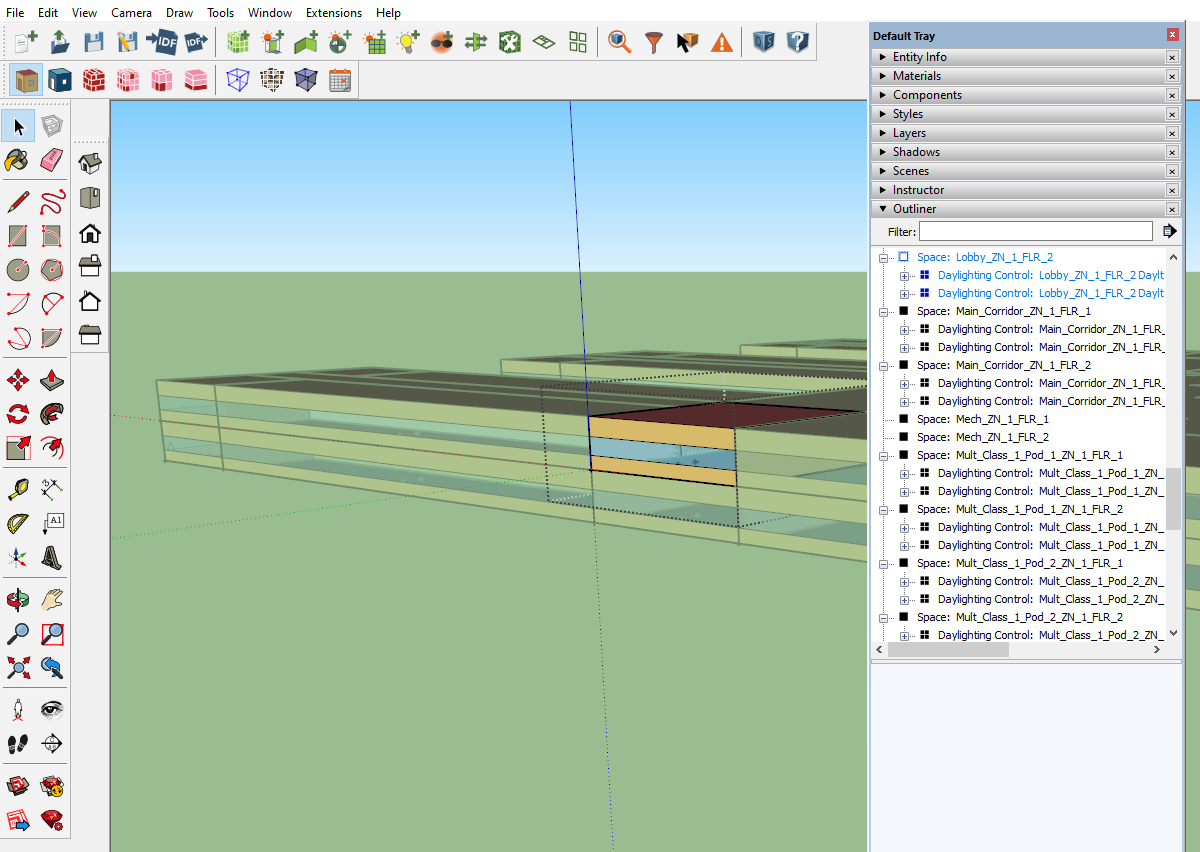 File Edit View Camera Draw Tools Window Extensions Help
IDF IDF
Default Tray
Entity Info
Materials
Components
Styles
Layers
Shadows
Scenes
Instructor
Outliner
Filter:
Space: Lobby_ZN_1_FLR_2
Daylighting Control: Lobby_ZN_1_FLR_2 Daylt
Daylighting Control: Lobby_ZN_1_FLR_2 Daylt
Space: Main_Corridor_ZN_1_FLR_1
Daylighting Control: Main_Corridor_ZN_1_FLR_
Daylighting Control: Main_Corridor_ZN_1_FLR_
Space: Main_Corridor_ZN_1_FLR_2
Daylighting Control: Main_Corridor_ZN_1_FLR_
Daylighting Control: Main_Corridor_ZN_1_FLR_
Space: Mech_ZN_1_FLR_1
Space: Mech_ZN_1_FLR_2
Space: Mult_Class_1_Pod_1_ZN_1_FLR_1
Daylighting Control: Mult_Class_1_Pod_1_ZN_
Daylighting Control: Mult_Class_1_Pod_1_ZN_
Space: Mult_Class_1_Pod_1_ZN_1_FLR_2
Daylighting Control: Mult_Class_1_Pod_1_ZN_
Daylighting Control: Mult_Class_1_Pod_1_ZN_
Space: Mult_Class_1_Pod_2_ZN_1_FLR_1
Daylighting Control: Mult_Class_1_Pod_2_ZN_
Daylighting Control: Mult_Class_1_Pod_2_ZN_
Space: Mult_Class_1_Pod_2_ZN_1_FLR_2
Daylighting Control: Mult_Class_1_Pod_2_ZN_
A1